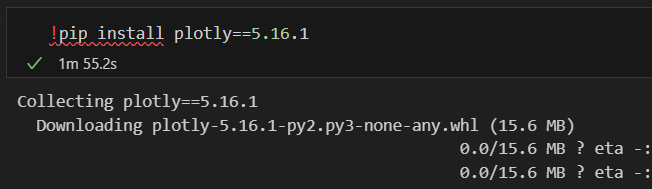 !pip install plotly==5.16.1
1m 55.2s
Collecting plotly==5.16.1
Downloading plotly-5.16.1-py2.py3-none-any.whl (15.6 MB)
0.0/15.6 MB ? eta -:
0.0/15.6 MB ? eta -: